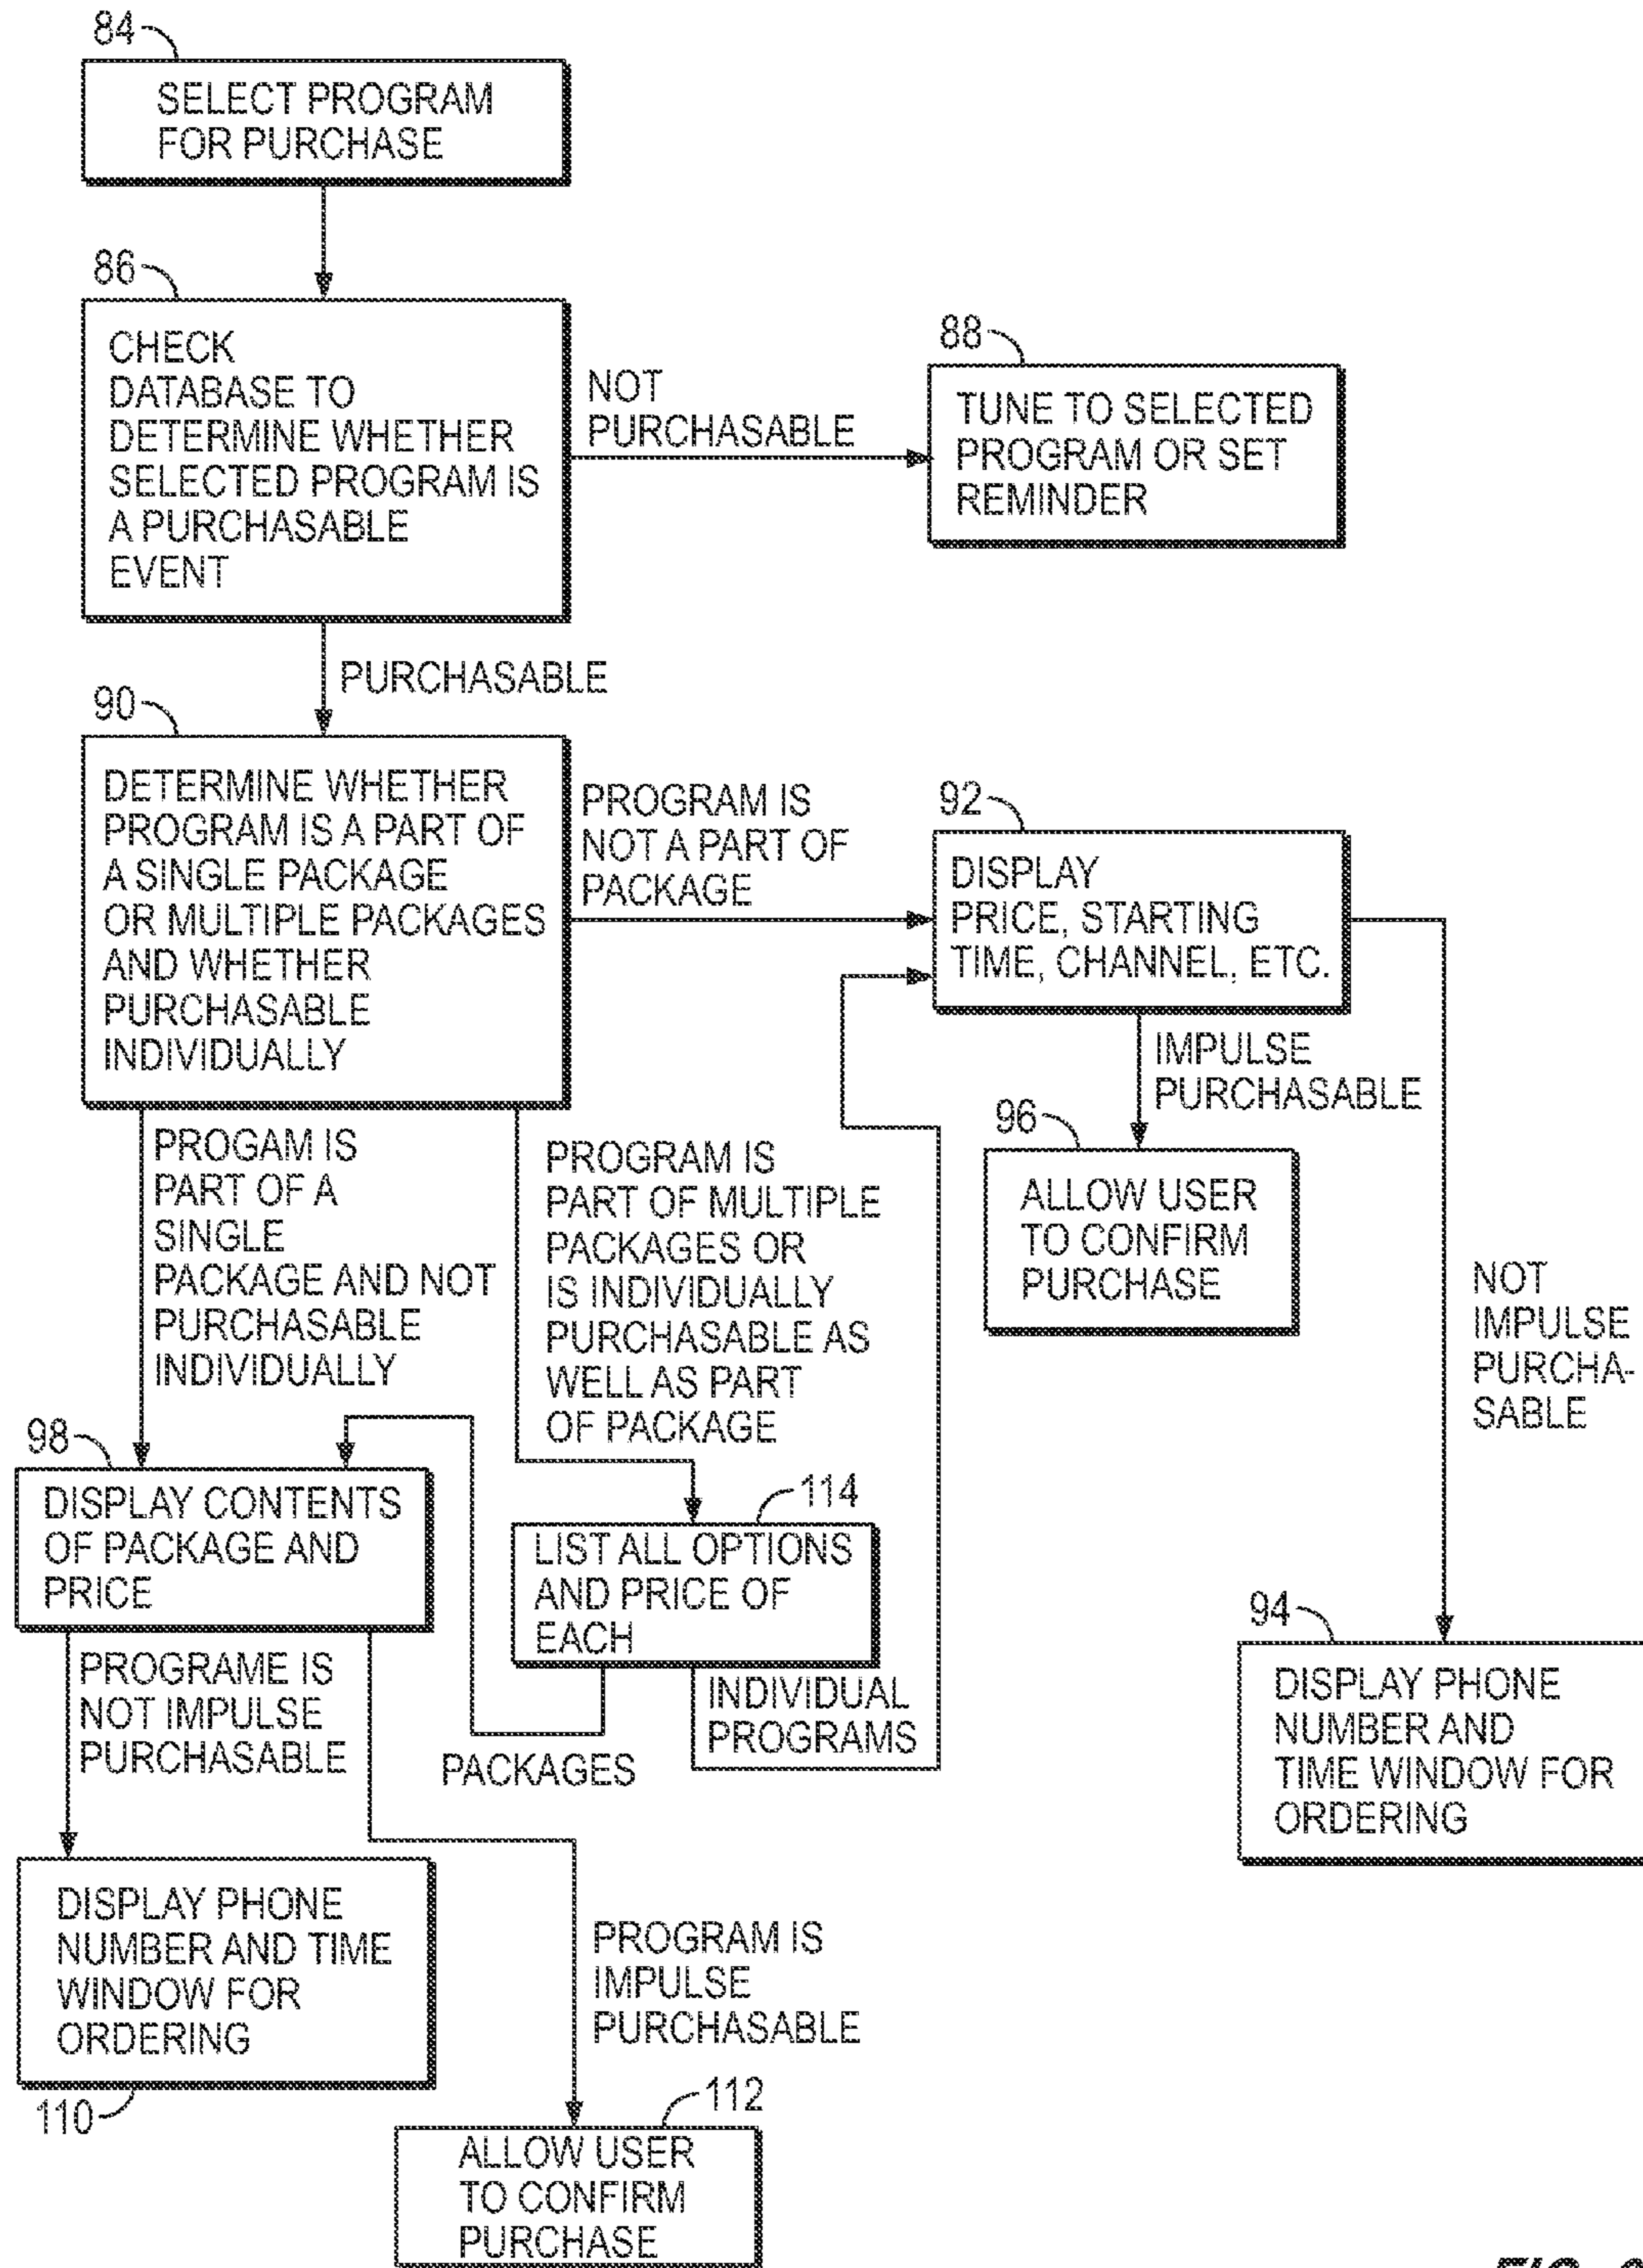 84
SELECT PROGRAM
FOR PURCHASE
86
CHECK
DATABASE TO
DETERMINE WHETHER
SELECTED PROGRAM IS
A PURCHASABLE
EVENT
NOT
PURCHASABLE
88
TUNE TO SELECTED
PROGRAM OR SET
REMINDER
PURCHASABLE
90
DETERMINE WHETHER
PROGRAM IS A PART OF
A SINGLE PACKAGE
OR MULTIPLE PACKAGES
AND WHETHER
PURCHASABLE
INDIVIDUALLY
PROGRAM IS
NOT A PART OF
PACKAGE
92
DISPLAY
PRICE, STARTING
TIME, CHANNEL, ETC.
IMPULSE
PURCHASABLE
96
ALLOW USER
TO CONFIRM
PURCHASE
NOT
IMPULSE
PURCHA-
SABLE
94
DISPLAY PHONE
NUMBER AND
TIME WINDOW FOR
ORDERING
PROGAM IS
PART OF A
SINGLE
PACKAGE AND NOT
PURCHASABLE
INDIVIDUALLY
PROGRAM IS
PART OF MULTIPLE
PACKAGES OR
IS INDIVIDUALLY
PURCHASABLE AS
WELL AS PART
OF PACKAGE
98
DISPLAY CONTENTS
OF PACKAGE AND
PRICE
114
LIST ALL OPTIONS
AND PRICE OF
EACH
PACKAGES
INDIVIDUAL
PROGRAMS
PROGRAME IS
NOT IMPULSE
PURCHASABLE
DISPLAY PHONE
NUMBER AND TIME
WINDOW FOR
ORDERING
110
PROGRAM IS
IMPULSE
PURCHASABLE
112
ALLOW USER
TO CONFIRM
PURCHASE
FIG.